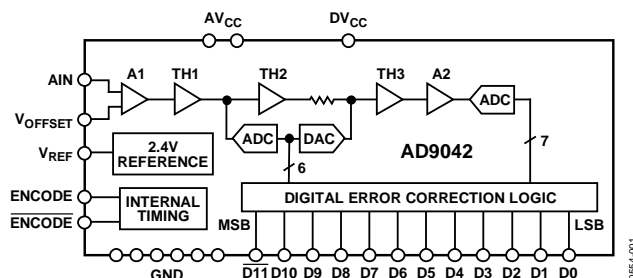 AVCC DVCC
AIN A1 TH1 TH2 TH3 A2
ADC
VOFFSET
ADC DAC
7
VREF 2.4V REFERENCE
AD9042
6
ENCODE
ENCODE
INTERNAL TIMING
DIGITAL ERROR CORRECTION LOGIC
MSB LSB
GND D11 D10 D9 D8 D7 D6 D5 D4 D3 D2 D1 D0